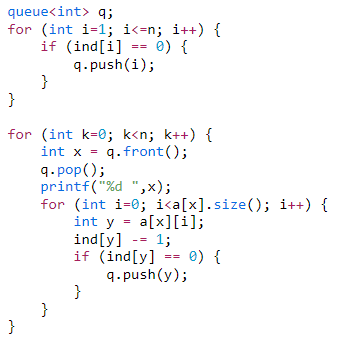 queue<int> q;
for (int i=1; i<=n; i++) {
    if (ind[i] == 0) {
        q.push(i);
    }
}

for (int k=0; k<n; k++) {
    int x = q.front();
    q.pop();
    printf("%d ",x);
    for (int i=0; i<a[x].size(); i++) {
        int y = a[x][i];
        ind[y] -= 1;
        if (ind[y] == 0) {
            q.push(y);
        }
    }
}